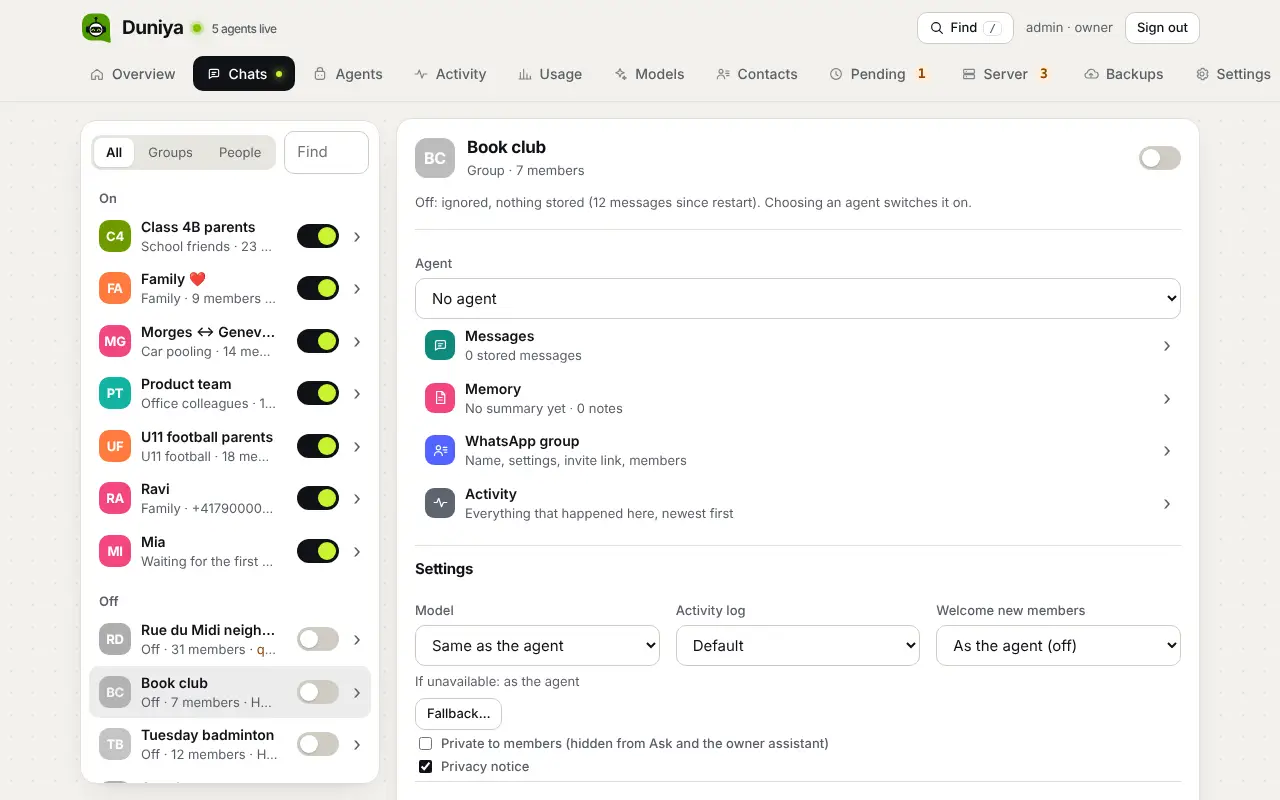 Duniya
5 agents live
Find /
admin · owner
Sign out
Overview
Chats
Agents
Activity
Usage
Models
Contacts
Pending 1
Server 3
Backups
Settings
All
Groups
People
Find
On
C4
Class 4B parents
School friends · 23 ...
FA
Family ❤️
Family · 9 members ...
MG
Morges ↔ Genev...
Car pooling · 14 me...
PT
Product team
Office colleagues · 1...
UF
U11 football parents
U11 football · 18 me...
RA
Ravi
Family · +41790000...
MI
Mia
Waiting for the first ...
Off
RD
Rue du Midi neigh...
Off · 31 members · q...
BC
Book club
Off · 7 members · H...
TB
Tuesday badminton
Off · 12 members · H...
BC
Book club
Group · 7 members
Off: ignored, nothing stored (12 messages since restart). Choosing an agent switches it on.
Agent
No agent
Messages
0 stored messages
Memory
No summary yet · 0 notes
WhatsApp group
Name, settings, invite link, members
Activity
Everything that happened here, newest first
Settings
Model
Same as the agent
Activity log
Default
Welcome new members
As the agent (off)
If unavailable: as the agent
Fallback...
Private to members (hidden from Ask and the owner assistant)
Privacy notice